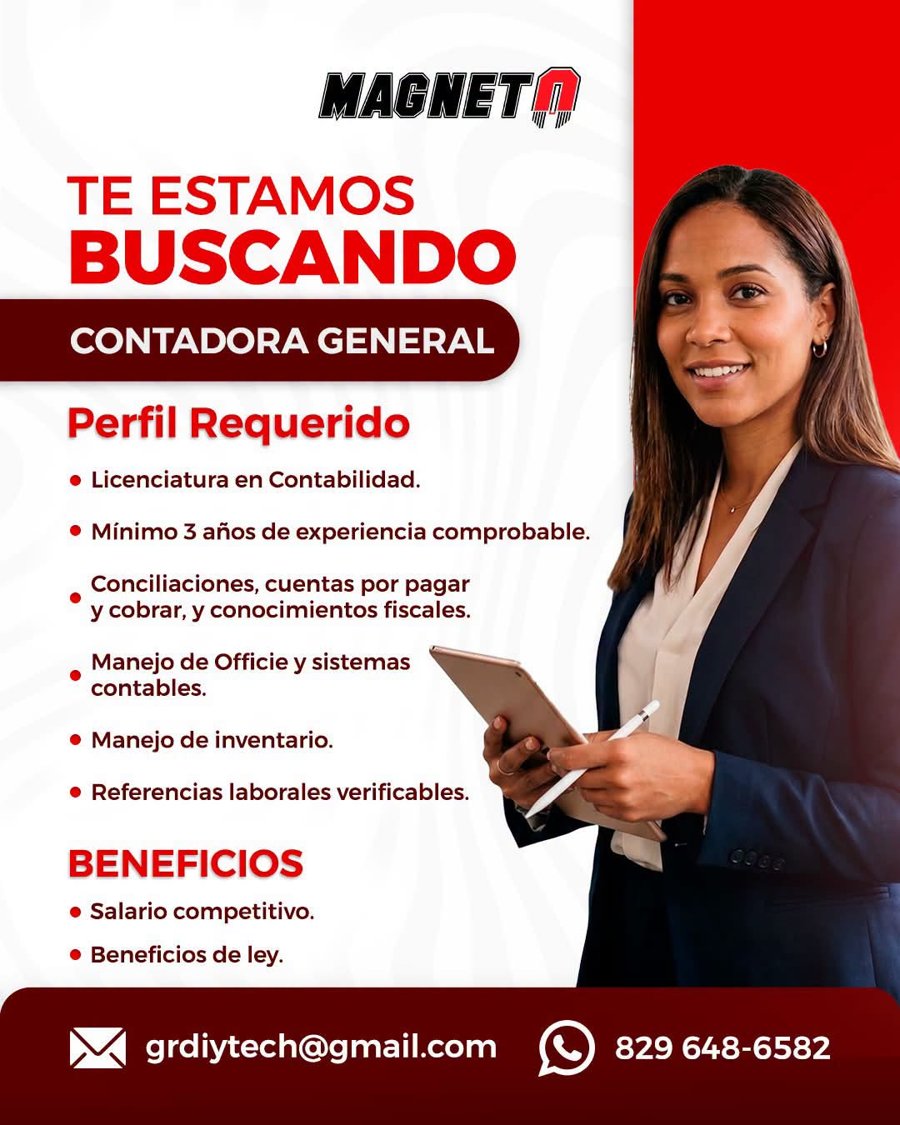 MAGNETO
TE ESTAMOS
BUSCANDO
CONTADORA GENERAL
Perfil Requerido
• Licenciatura en Contabilidad.
• Mínimo 3 años de experiencia comprobable.
• Conciliaciones, cuentas por pagar
y cobrar, y conocimientos fiscales.
• Manejo de Officie y sistemas
contables.
• Manejo de inventario.
• Referencias laborales verificables.
BENEFICIOS
• Salario competitivo.
• Beneficios de ley.
grdiytech@gmail.com
829 648-6582